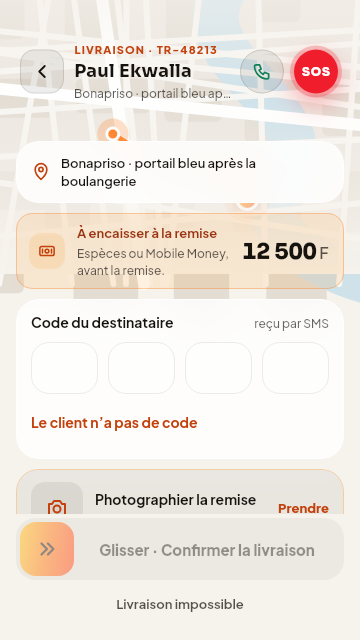 LIVRAISON · TR-48213
Paul Ekwalla
SOS
Bonapriso · portail bleu ap…
Bonapriso · portail bleu après la
boulangerie
À encaisser à la remise
Espèces ou Mobile Money,
avant la remise.
12 500 F
Code du destinataire
reçu par SMS
Le client n’a pas de code
Photographier la remise
Prendre
Glisser · Confirmer la livraison
Livraison impossible